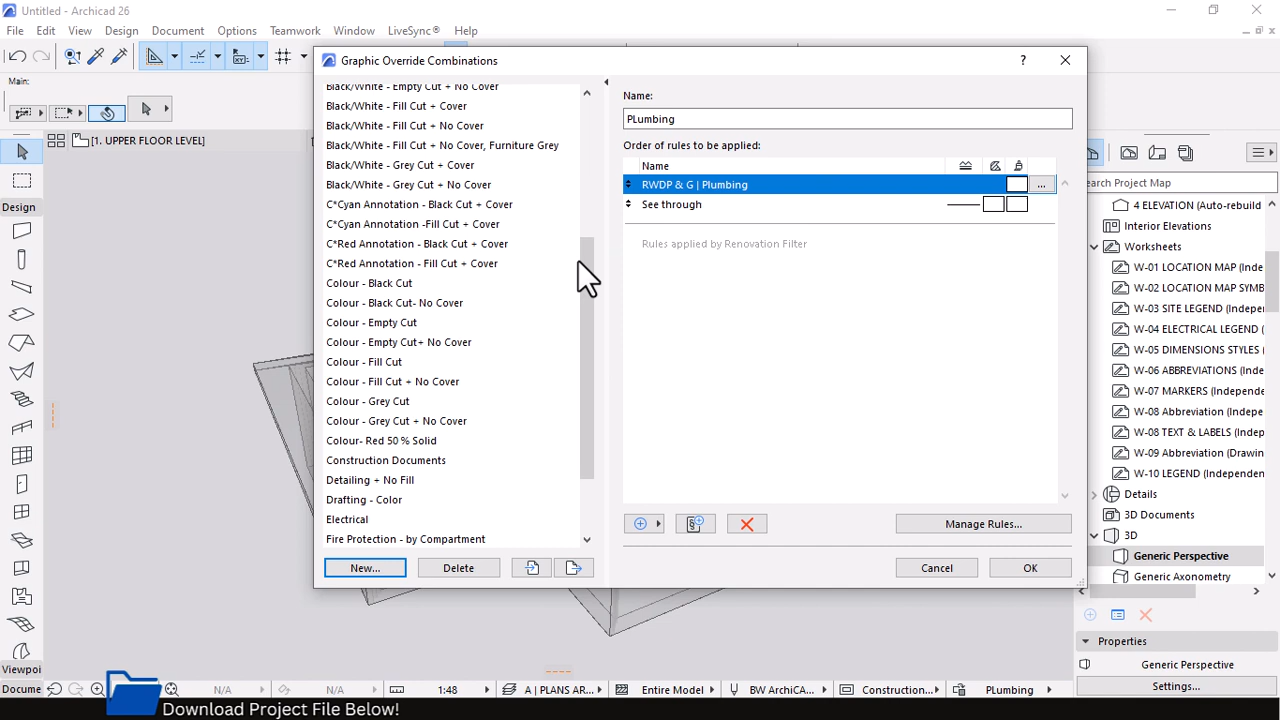 Untitled - Archicad 26
File Edit View Design Document Options Teamwork Window LiveSync® Help
Main:
[1. UPPER FLOOR LEVEL]
Design
Viewpoi
Docume
Graphic Override Combinations
?
Black/White - Empty Cut + No Cover
Black/White - Fill Cut + Cover
Black/White - Fill Cut + No Cover
Black/White - Fill Cut + No Cover, Furniture Grey
Black/White - Grey Cut + Cover
Black/White - Grey Cut + No Cover
C*Cyan Annotation - Black Cut + Cover
C*Cyan Annotation -Fill Cut + Cover
C*Red Annotation - Black Cut + Cover
C*Red Annotation - Fill Cut + Cover
Colour - Black Cut
Colour - Black Cut- No Cover
Colour - Empty Cut
Colour - Empty Cut+ No Cover
Colour - Fill Cut
Colour - Fill Cut + No Cover
Colour - Grey Cut
Colour - Grey Cut + No Cover
Colour- Red 50 % Solid
Construction Documents
Detailing + No Fill
Drafting - Color
Electrical
Fire Protection - by Compartment
New... Delete
Name:
PLumbing
Order of rules to be applied:
Name
RWDP & G | Plumbing ...
See through
Rules applied by Renovation Filter
Manage Rules...
Cancel OK
earch Project Map
4 ELEVATION (Auto-rebuild
Interior Elevations
Worksheets
W-01 LOCATION MAP (Inde
W-02 LOCATION MAP SYMB
W-03 SITE LEGEND (Indepe
W-04 ELECTRICAL LEGEND (
W-05 DIMENSIONS STYLES (
W-06 ABBREVIATIONS (Inde
W-07 MARKERS (Independe
W-08 Abbreviation (Indepe
W-08 TEXT & LABELS (Indep
W-09 Abbreviation (Drawin
W-10 LEGEND (Independent
Details
3D Documents
3D
Generic Perspective
Generic Axonometry
Properties
Generic Perspective
Settings...
N/A N/A 1:48 A | PLANS AR... Entire Model BW ArchiCA... Construction... PLumbing
Download Project File Below!